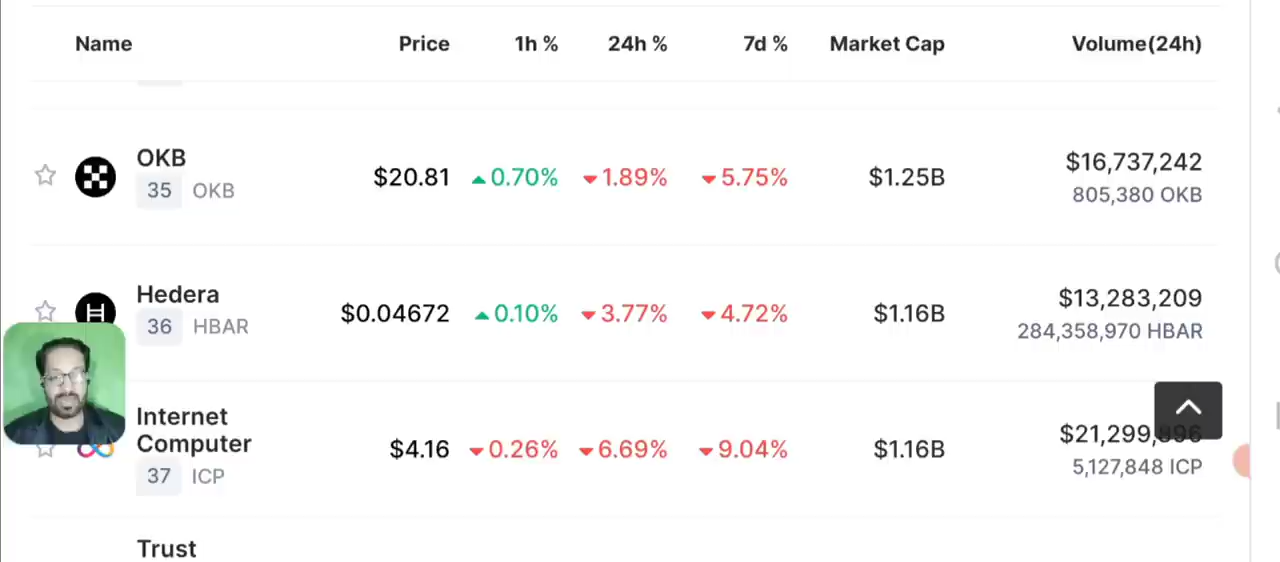 Name Price 1h % 24h % 7d % Market Cap Volume(24h)
OKB $20.81 0.70% 1.89% 5.75% $1.25B $16,737,242
35 OKB 805,380 OKB
Hedera $0.04672 0.10% 3.77% 4.72% $1.16B $13,283,209
36 HBAR 284,358,970 HBAR
Internet
Computer $4.16 0.26% 6.69% 9.04% $1.16B $21,299,896
37 ICP 5,127,848 ICP
Trust